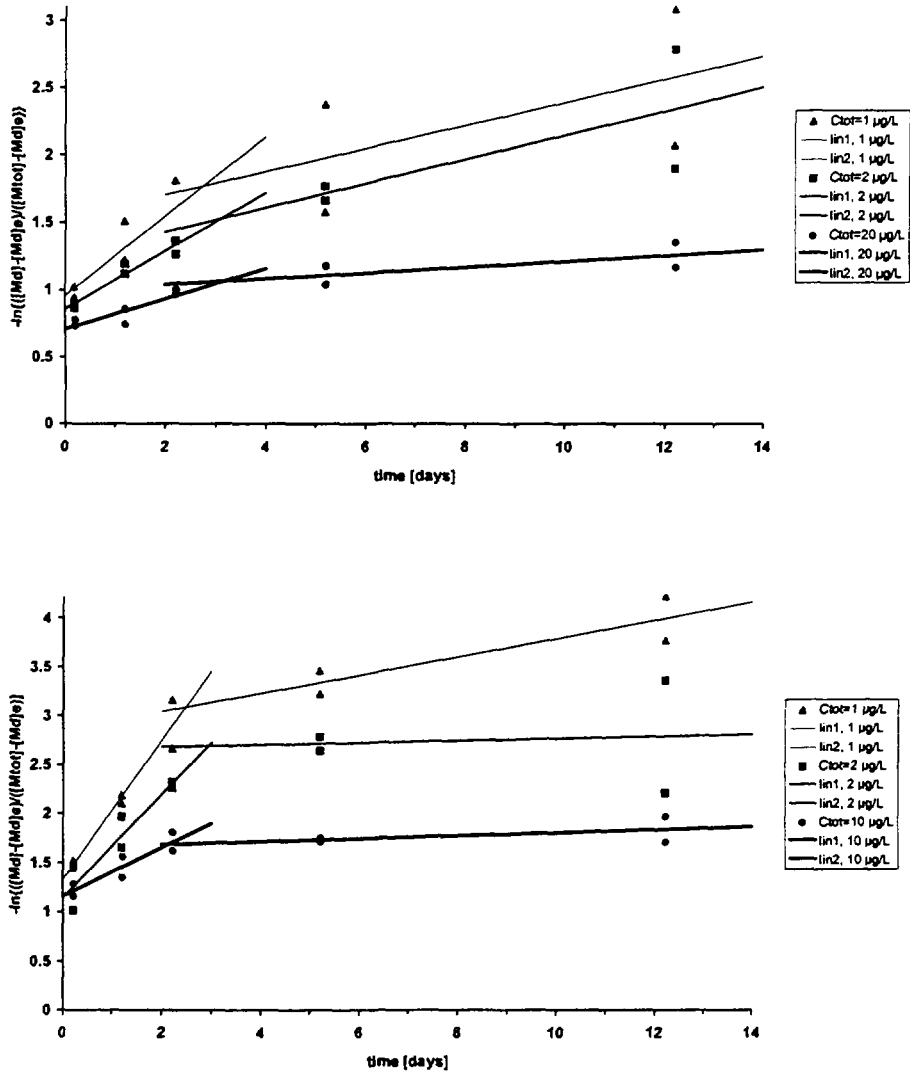 3
2.5
2
1.5
1
0.5
0
-ln{([Md]-[Md]e)/([Mtot]-[Md]e)}
0 2 4 6 8 10 12 14
time [days]
Ctot=1 µg/L
lin1, 1 µg/L
lin2, 1 µg/L
Ctot=2 µg/L
lin1, 2 µg/L
lin2, 2 µg/L
Ctot=20 µg/L
lin1, 20 µg/L
lin2, 20 µg/L
4
3.5
3
2.5
2
1.5
1
0.5
0
-ln{([Md]-[Md]e)/([Mtot]-[Md]e)}
0 2 4 6 8 10 12 14
time [days]
Ctot=1 µg/L
lin1, 1 µg/L
lin2, 1 µg/L
Ctot=2 µg/L
lin1, 2 µg/L
lin2, 2 µg/L
Ctot=10 µg/L
lin1, 10 µg/L
lin2, 10 µg/L